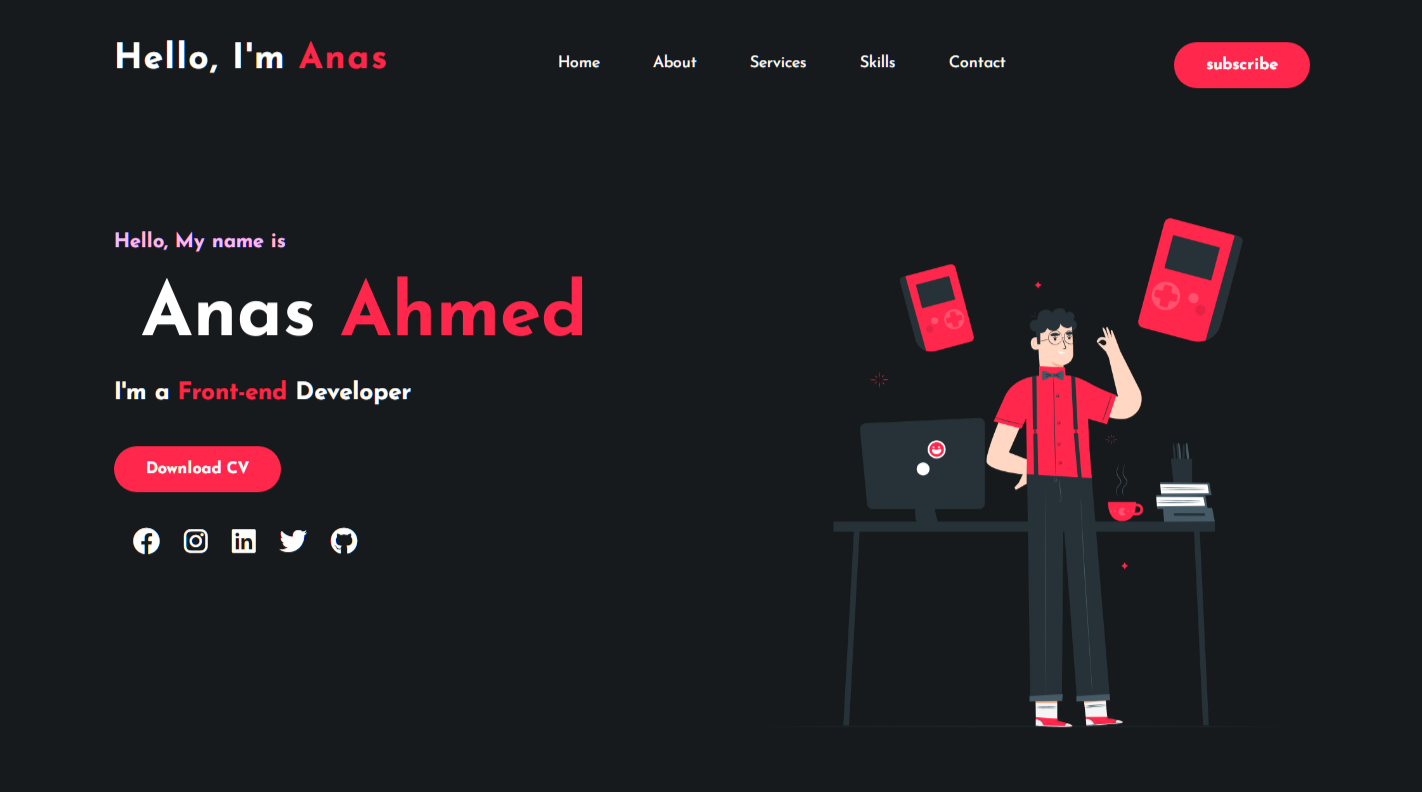 Hello, I'm Anas
Home About Services Skills Contact
subscribe
Hello, My name is
Anas Ahmed
I'm a Front-end Developer
Download CV